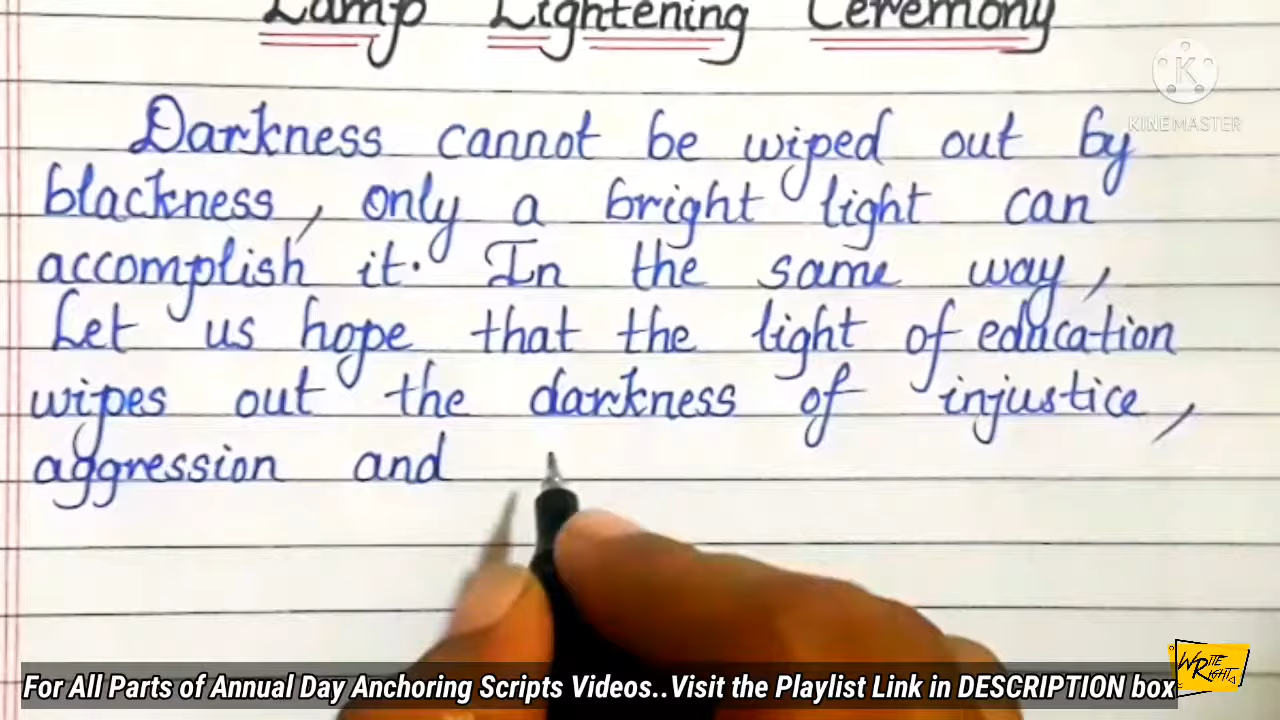 Lamp Lightening Ceremony
K
KINEMASTER
Darkness cannot be wiped out by
blackness, only a bright light can
accomplish it. In the same way,
Let us hope that the light of education
wipes out the darkness of injustice,
aggression and
WRITE RIGHT
For All Parts of Annual Day Anchoring Scripts Videos..Visit the Playlist Link in DESCRIPTION box